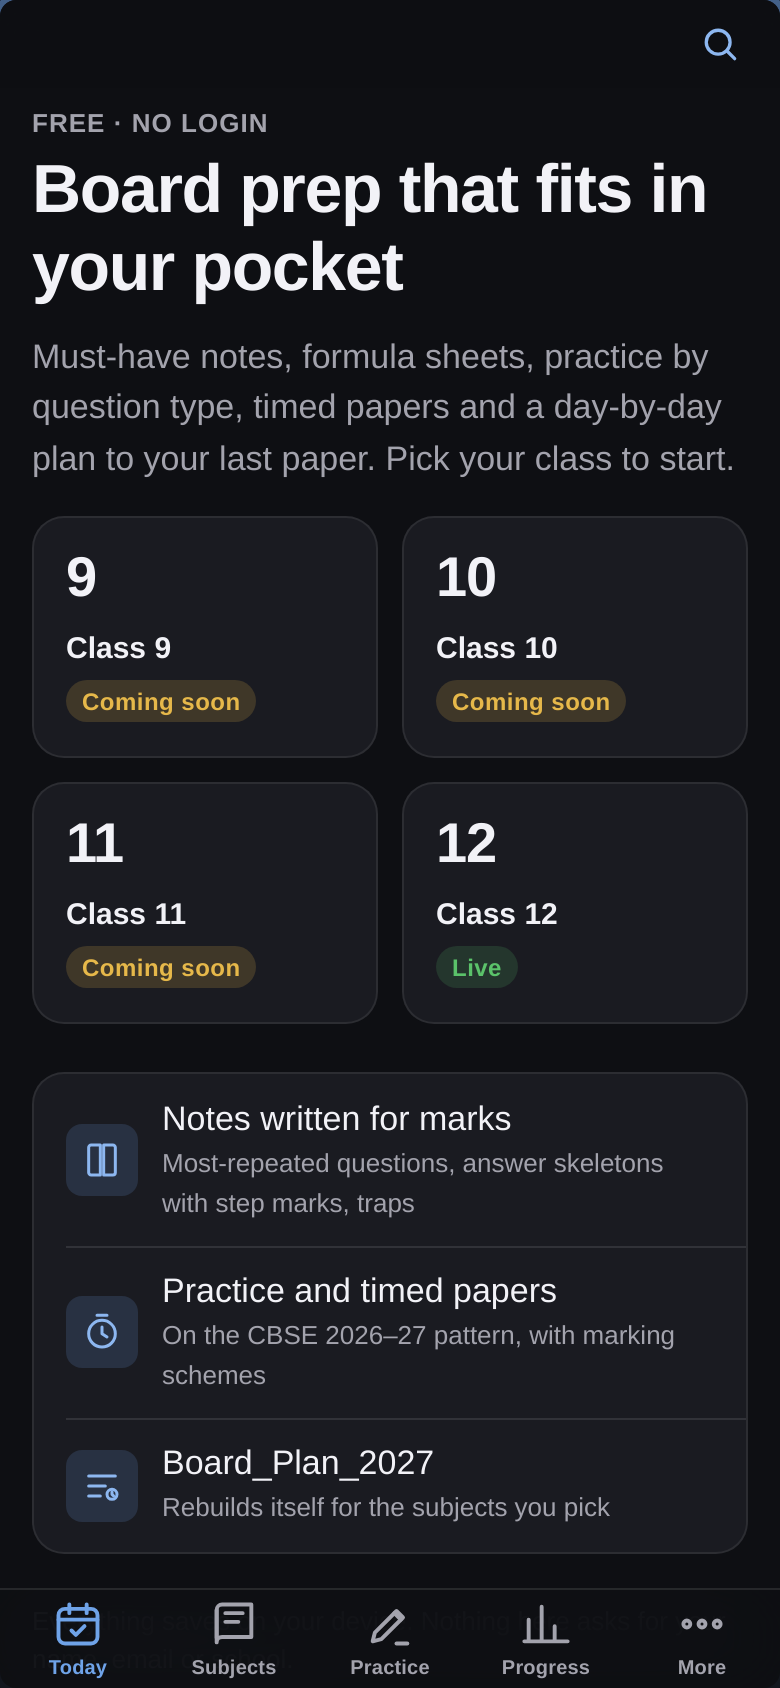 FREE · NO LOGIN
Board prep that fits in
your pocket
Must-have notes, formula sheets, practice by
question type, timed papers and a day-by-day
plan to your last paper. Pick your class to start.
9
Class 9
Coming soon
10
Class 10
Coming soon
11
Class 11
Coming soon
12
Class 12
Live
Notes written for marks
Most-repeated questions, answer skeletons
with step marks, traps
Practice and timed papers
On the CBSE 2026–27 pattern, with marking
schemes
Board_Plan_2027
Rebuilds itself for the subjects you pick
Today
Subjects
Practice
Progress
More